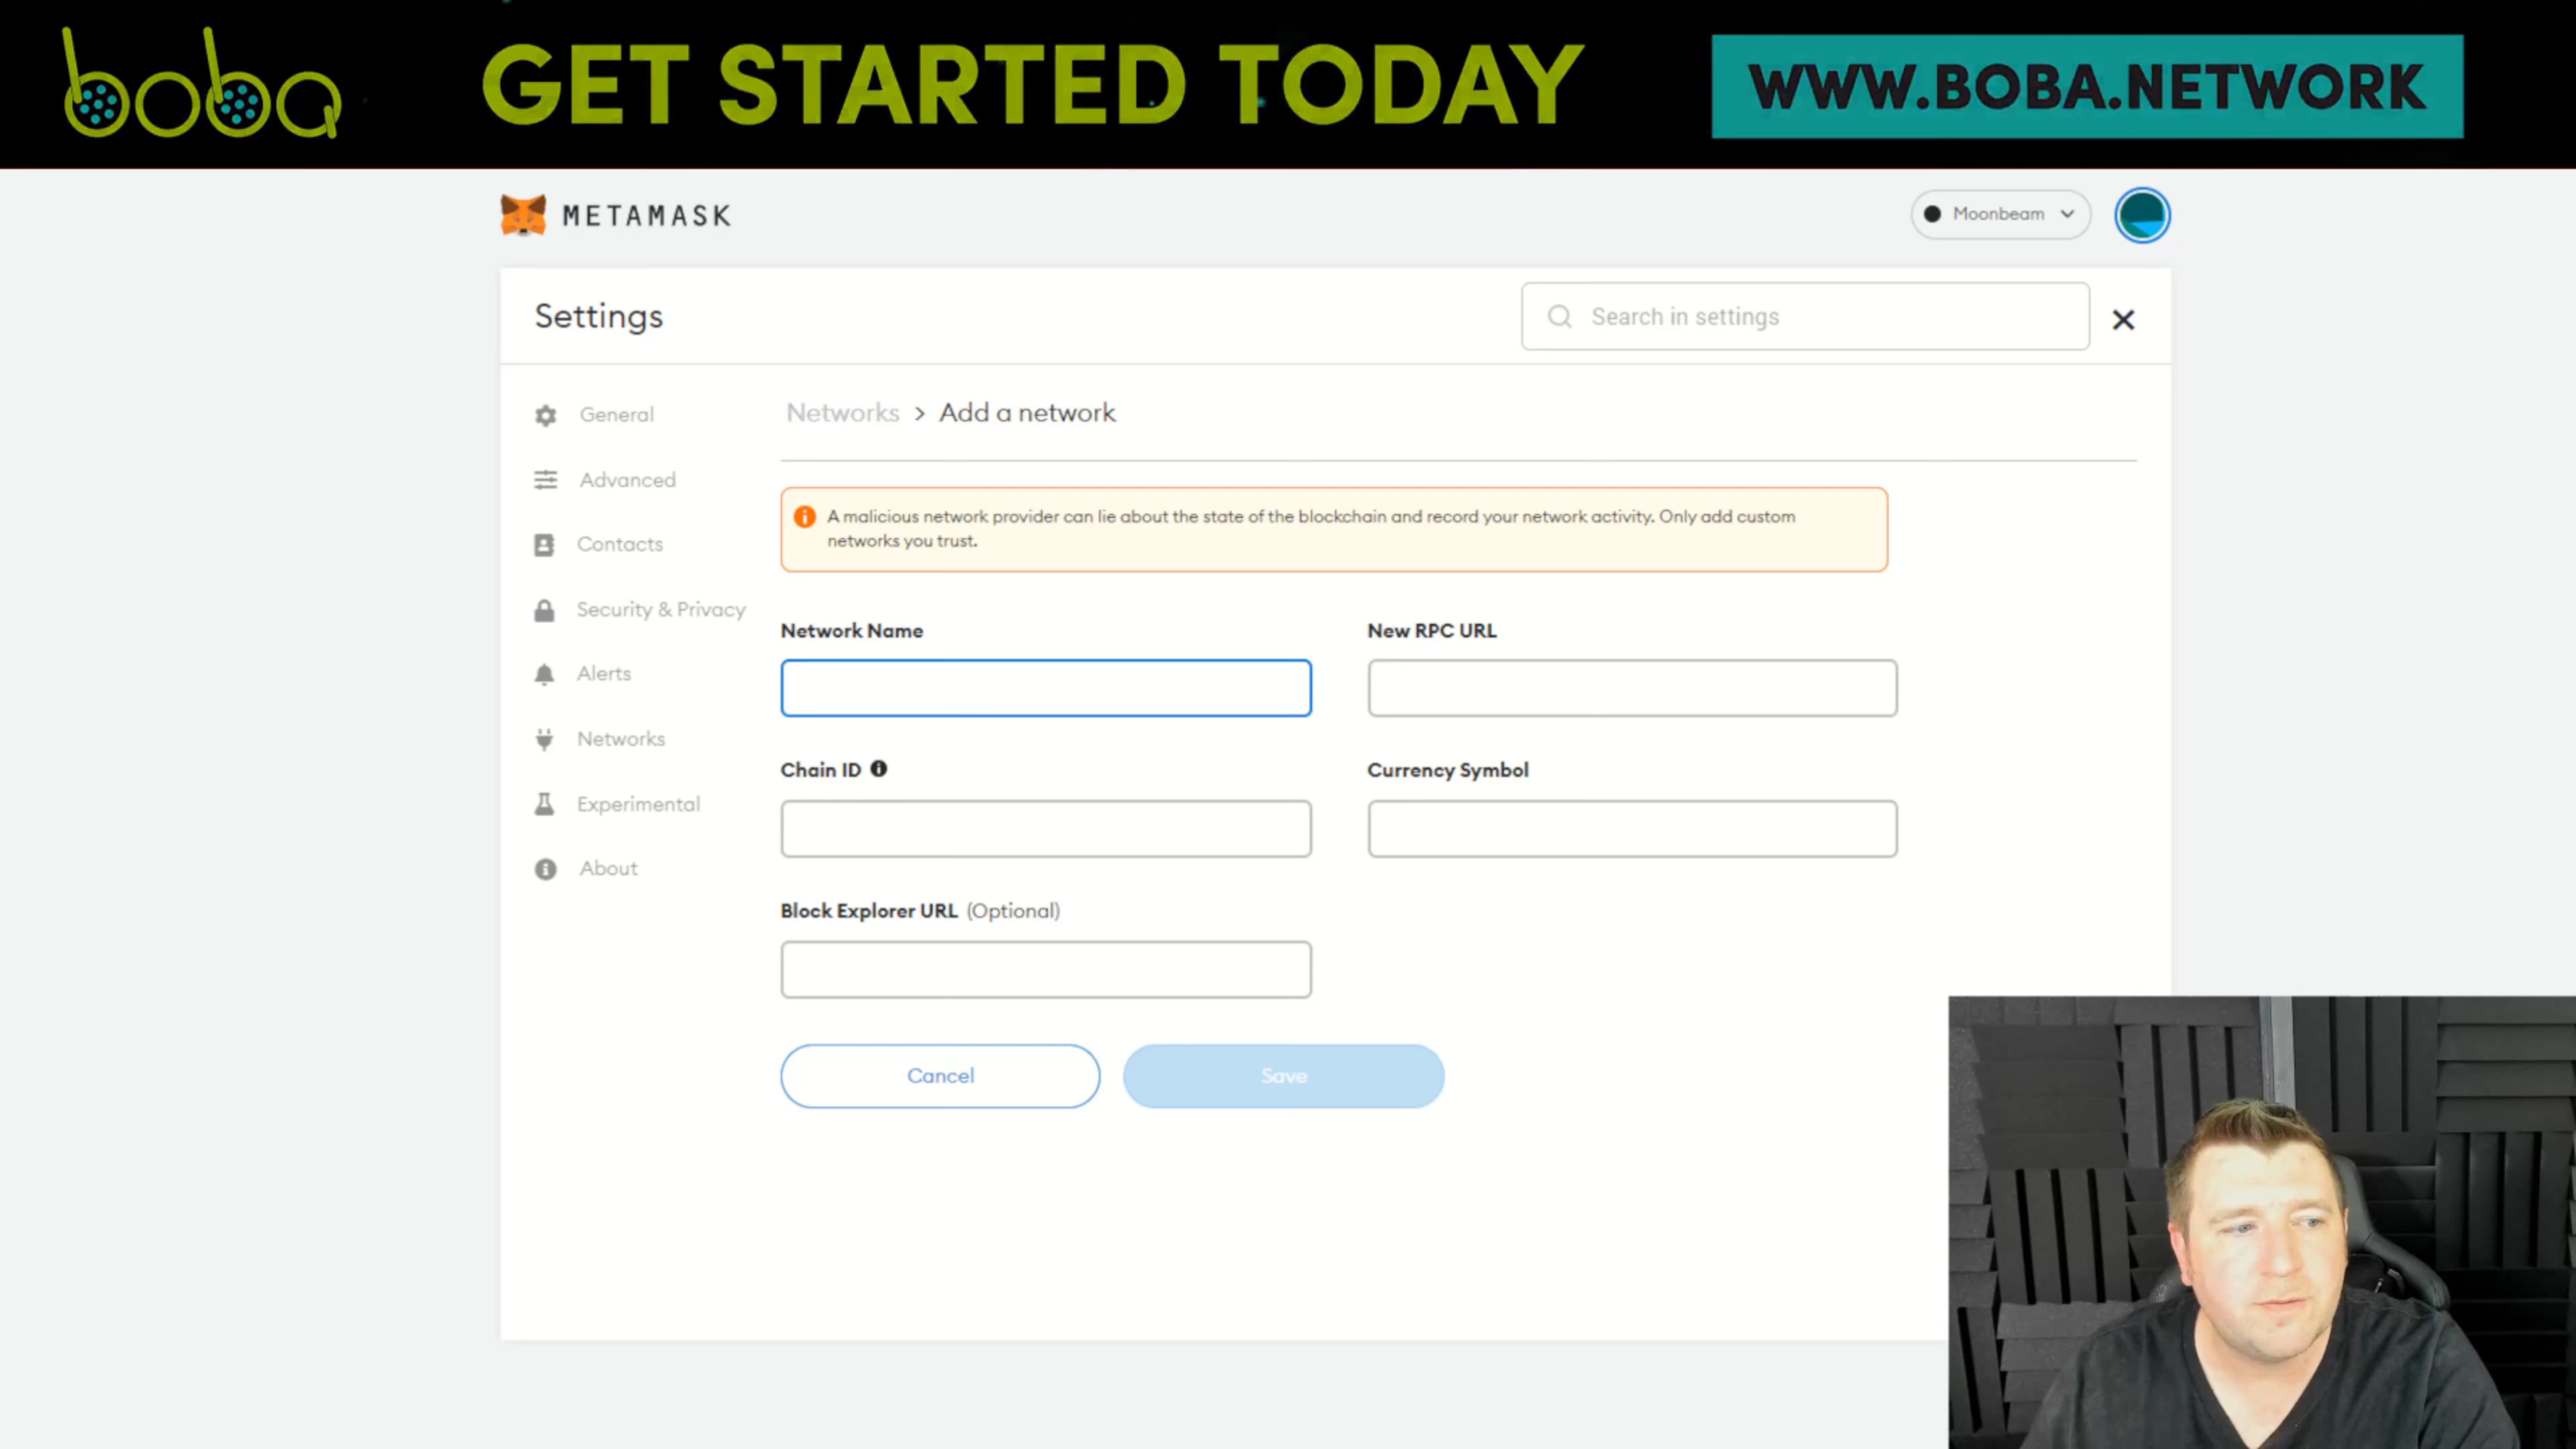 boba
GET STARTED TODAY
WWW.BOBA.NETWORK
METAMASK
Moonbeam
Settings
Search in settings
General
Advanced
Contacts
Security & Privacy
Alerts
Networks
Experimental
About
Networks > Add a network
A malicious network provider can lie about the state of the blockchain and record your network activity. Only add custom
networks you trust.
Network Name
New RPC URL
Chain ID
Currency Symbol
Block Explorer URL (Optional)
Cancel
Save